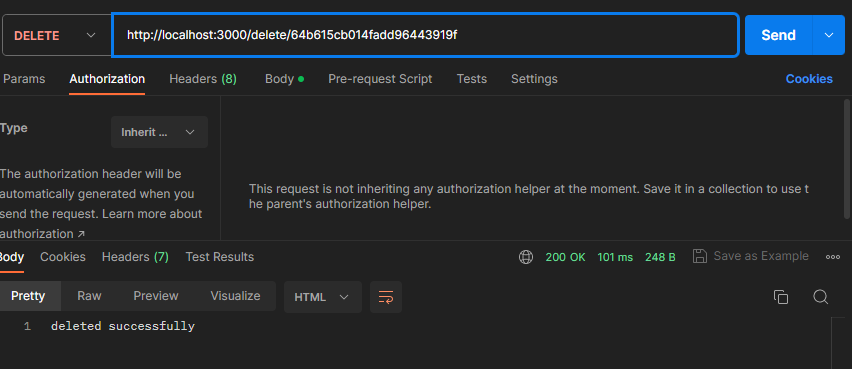 DELETE
http://localhost:3000/delete/64b615cb014fadd96443919f
Send
Params Authorization Headers (8) Body Pre-request Script Tests Settings Cookies
Type
Inherit ...
The authorization header will be
automatically generated when you
send the request. Learn more about
authorization ↗
This request is not inheriting any authorization helper at the moment. Save it in a collection to use t
he parent's authorization helper.
Body Cookies Headers (7) Test Results 200 OK 101 ms 248 B Save as Example
Pretty Raw Preview Visualize HTML
1 deleted successfully